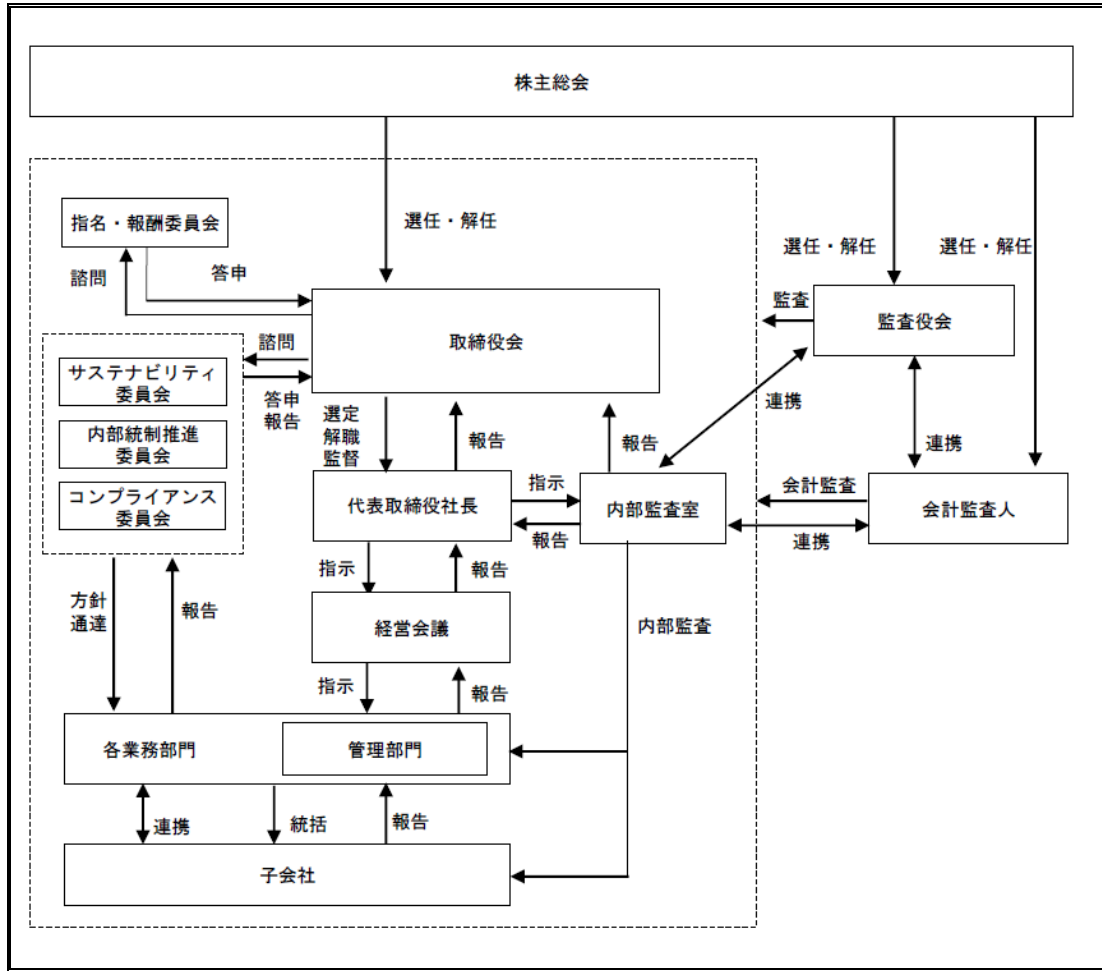 株主総会
選任・解任
選任・解任
選任・解任
指名・報酬委員会
諮問
答申
取締役会
監査
監査役会
諮問
答申
報告
サステナビリティ
委員会
内部統制推進
委員会
コンプライアンス
委員会
選定
解職
監督
報告
報告
連携
連携
代表取締役社長
指示
報告
内部監査室
会計監査
連携
会計監査人
指示
報告
方針
通達
報告
経営会議
内部監査
指示
報告
各業務部門
管理部門
連携
統括
報告
子会社